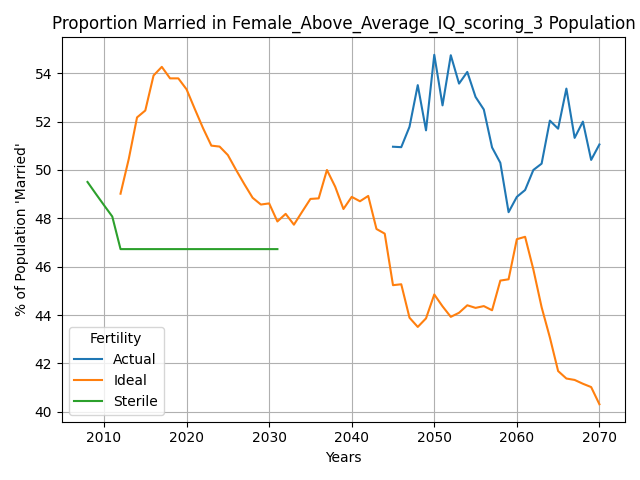 Proportion Married in Female_Above_Average_IQ_scoring_3 Population
% of Population 'Married'
54
52
50
48
46
44
42
40
Fertility
Actual
Ideal
Sterile
2010 2020 2030 2040 2050 2060 2070
Years